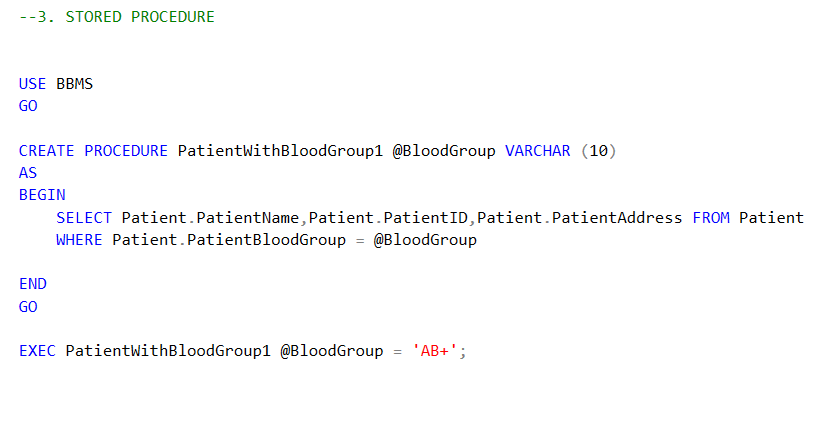 --3. STORED PROCEDURE
USE BBMS
GO
CREATE PROCEDURE PatientWithBloodGroup1 @BloodGroup VARCHAR (10)
AS
BEGIN
SELECT Patient.PatientName,Patient.PatientID,Patient.PatientAddress FROM Patient
WHERE Patient.PatientBloodGroup = @BloodGroup
END
GO
EXEC PatientWithBloodGroup1 @BloodGroup = 'AB+';